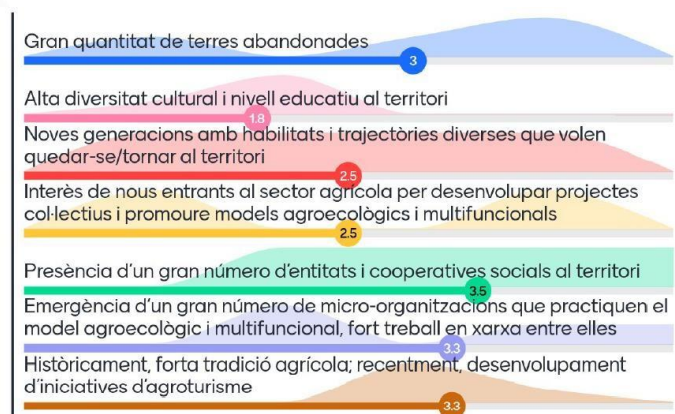 Gran quantitat de terres abandonades
3
Alta diversitat cultural i nivell educatiu al territori
1.8
Noves generacions amb habilitats i trajectòries diverses que volen
quedar-se/tornar al territori
2.5
Interès de nous entrants al sector agrícola per desenvolupar projectes
col·lectius i promoure models agroecològics i multifuncionals
2.5
Presència d'un gran número d'entitats i cooperatives socials al territori
3.5
Emergència d'un gran número de micro-organitzacions que practiquen el
model agroecològic i multifuncional, fort treball en xarxa entre elles
3.3
Històricament, forta tradició agrícola; recentment, desenvolupament
d'iniciatives d'agroturisme
3.3